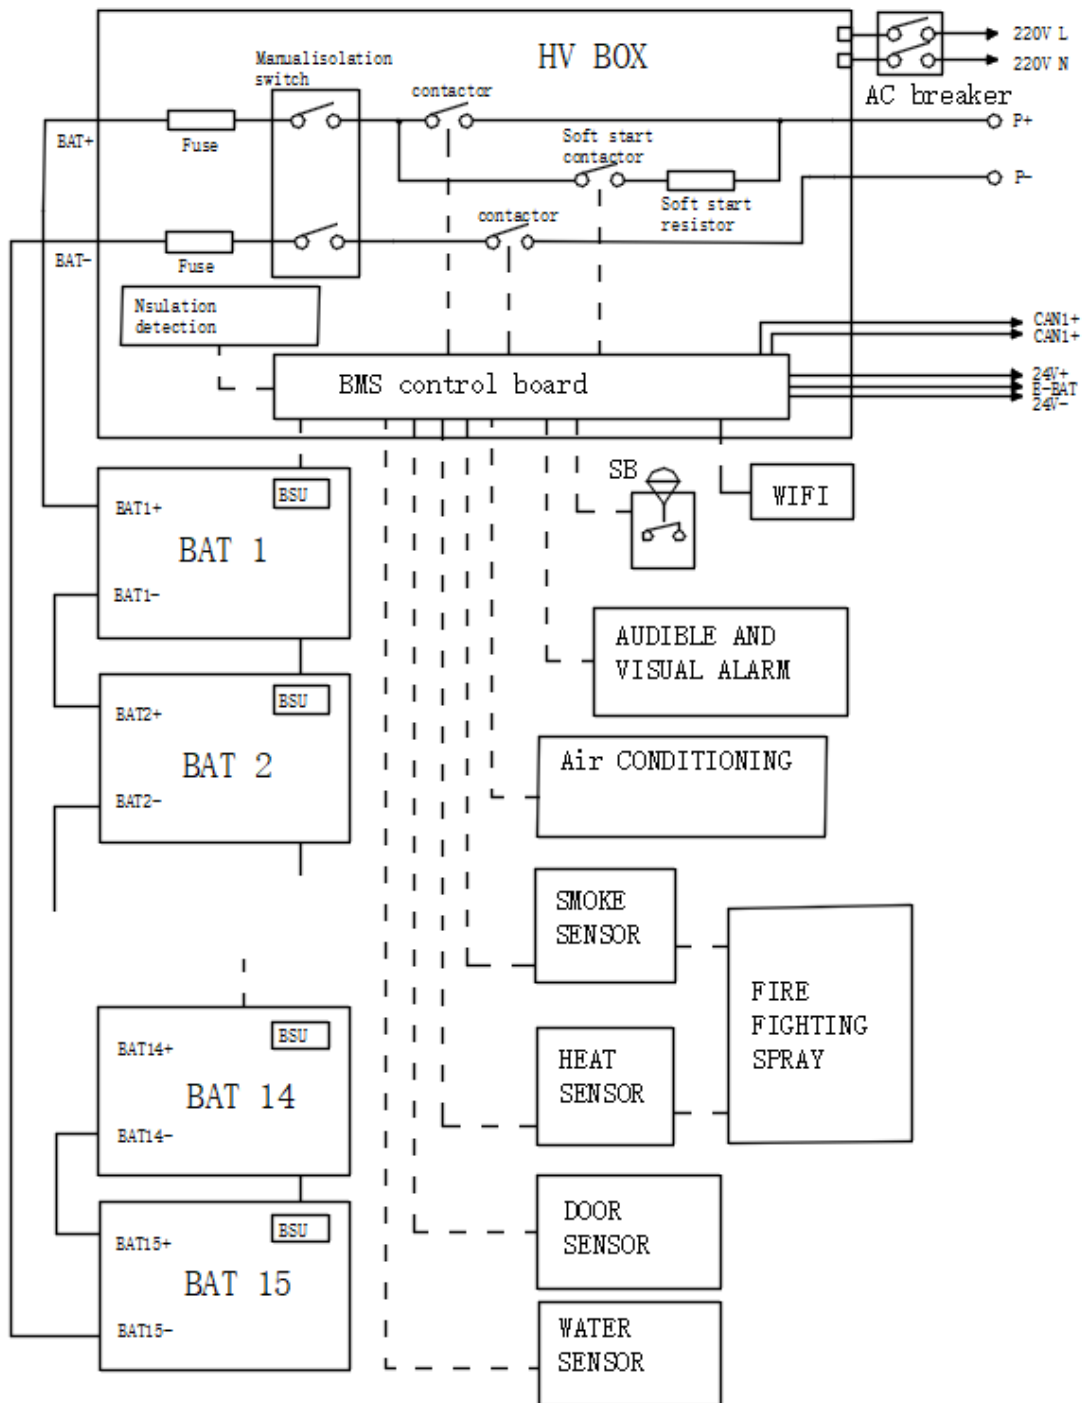 HV BOX
220V L
220V N
AC breaker
Manualisolation
switch
contactor
BAT+
Fuse
P+
Soft start
contactor
P-
Soft start
resistor
contactor
BAT-
Fuse
Nsulation
detection
CAN1+
CAN1+
BMS control board
24V+
E-BAT
24V-
SB
WIFI
BSU
BAT1+
BAT 1
BAT1-
AUDIBLE AND
VISUAL ALARM
BSU
BAT2+
BAT 2
BAT2-
Air CONDITIONING
SMOKE
SENSOR
FIRE
FIGHTING
SPRAY
BSU
BAT14+
BAT 14
BAT14-
HEAT
SENSOR
BSU
BAT15+
BAT 15
BAT15-
DOOR
SENSOR
WATER
SENSOR